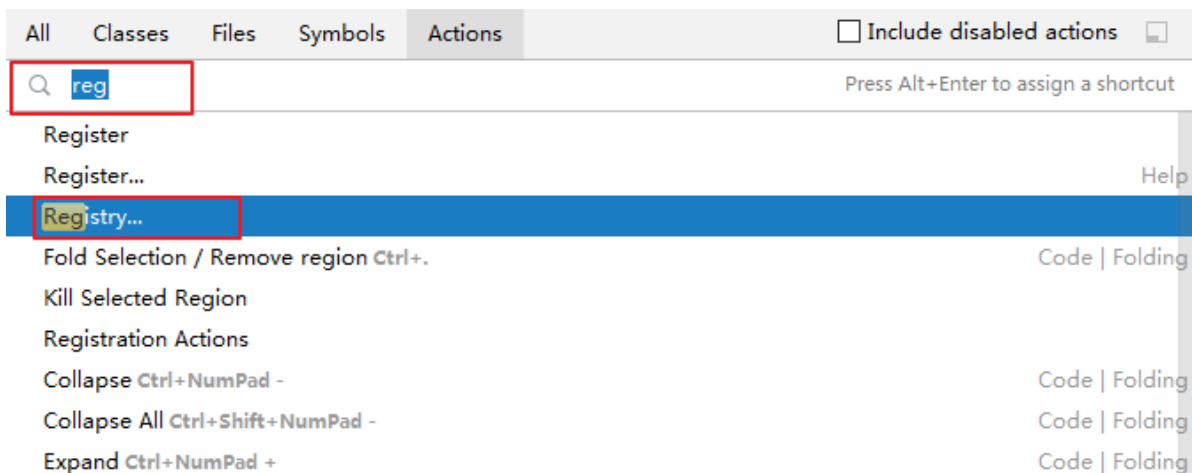 All Classes Files Symbols Actions Include disabled actions
reg Press Alt+Enter to assign a shortcut
Register
Register... Help
Registry...
Fold Selection / Remove region Ctrl+. Code | Folding
Kill Selected Region
Registration Actions
Collapse Ctrl+NumPad - Code | Folding
Collapse All Ctrl+Shift+NumPad - Code | Folding
Expand Ctrl+NumPad + Code | Folding